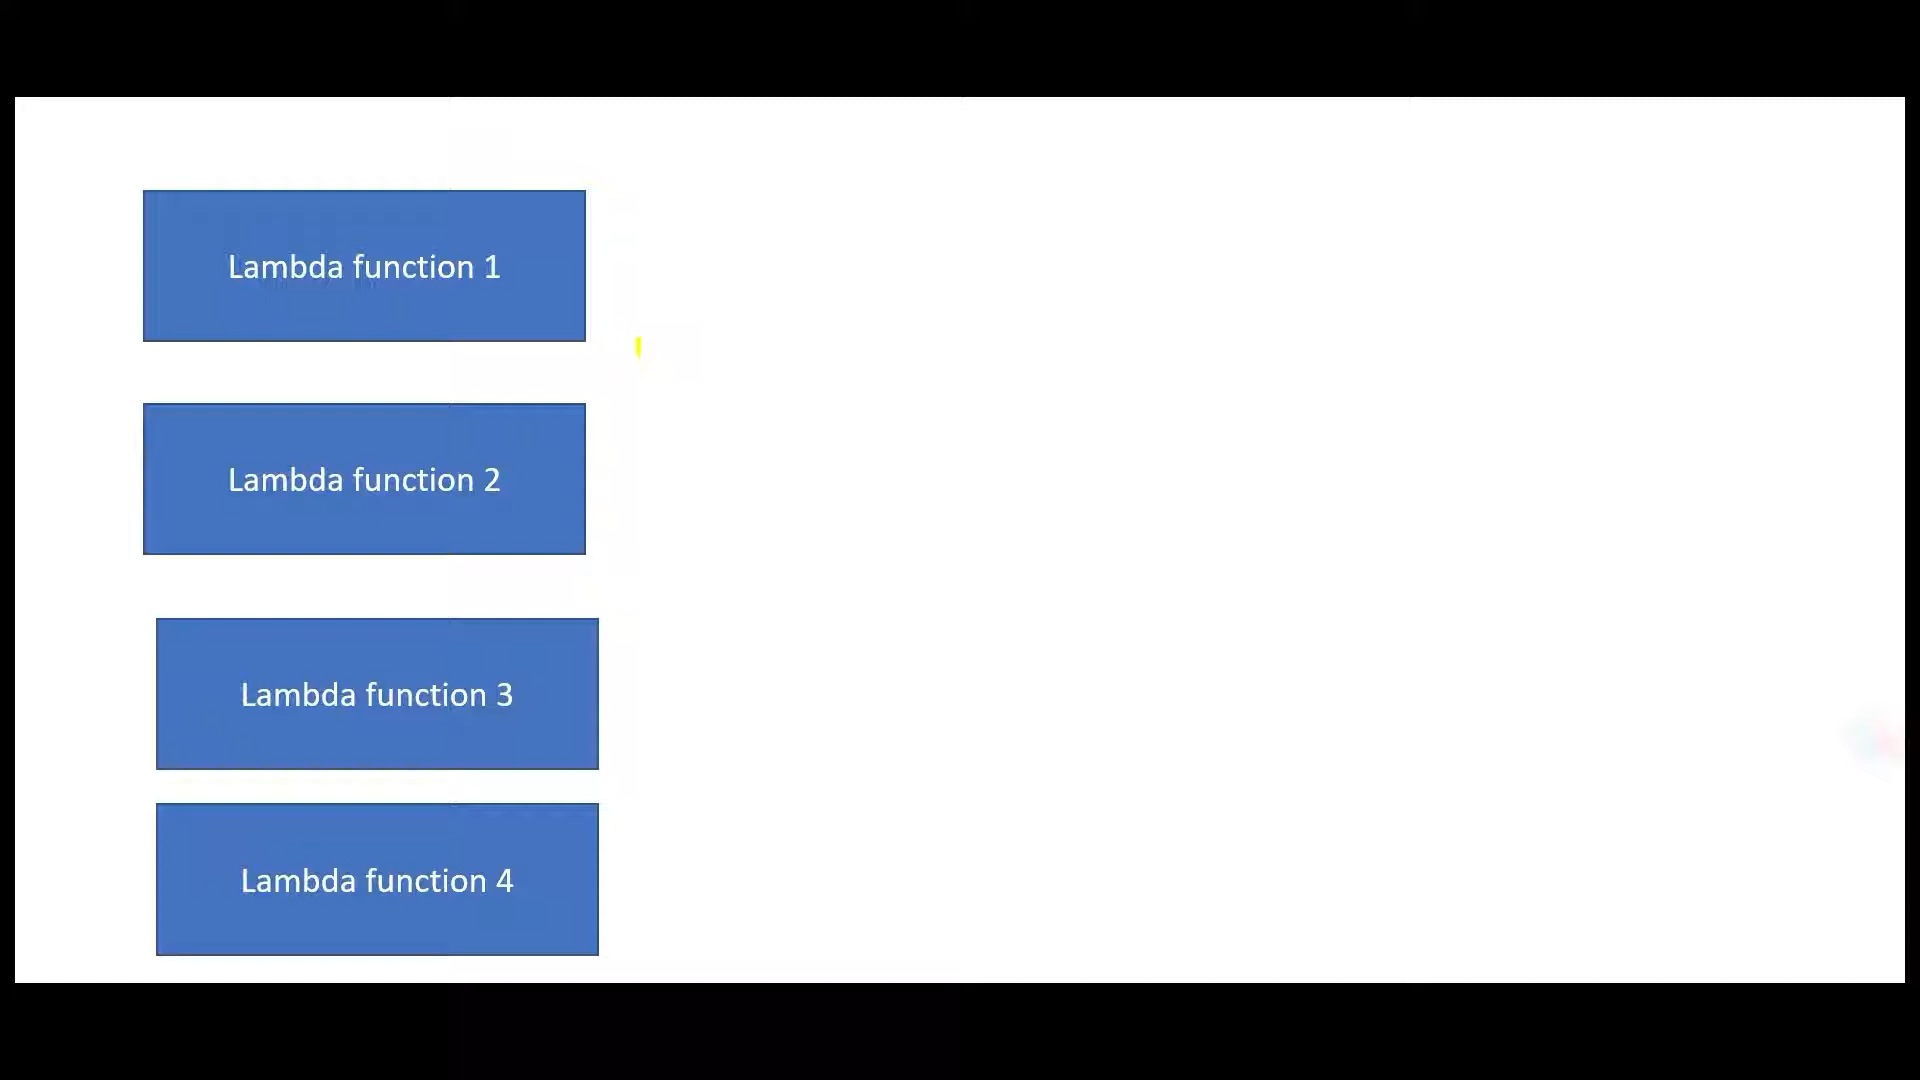 Lambda function 1
Lambda function 2
Lambda function 3
Lambda function 4